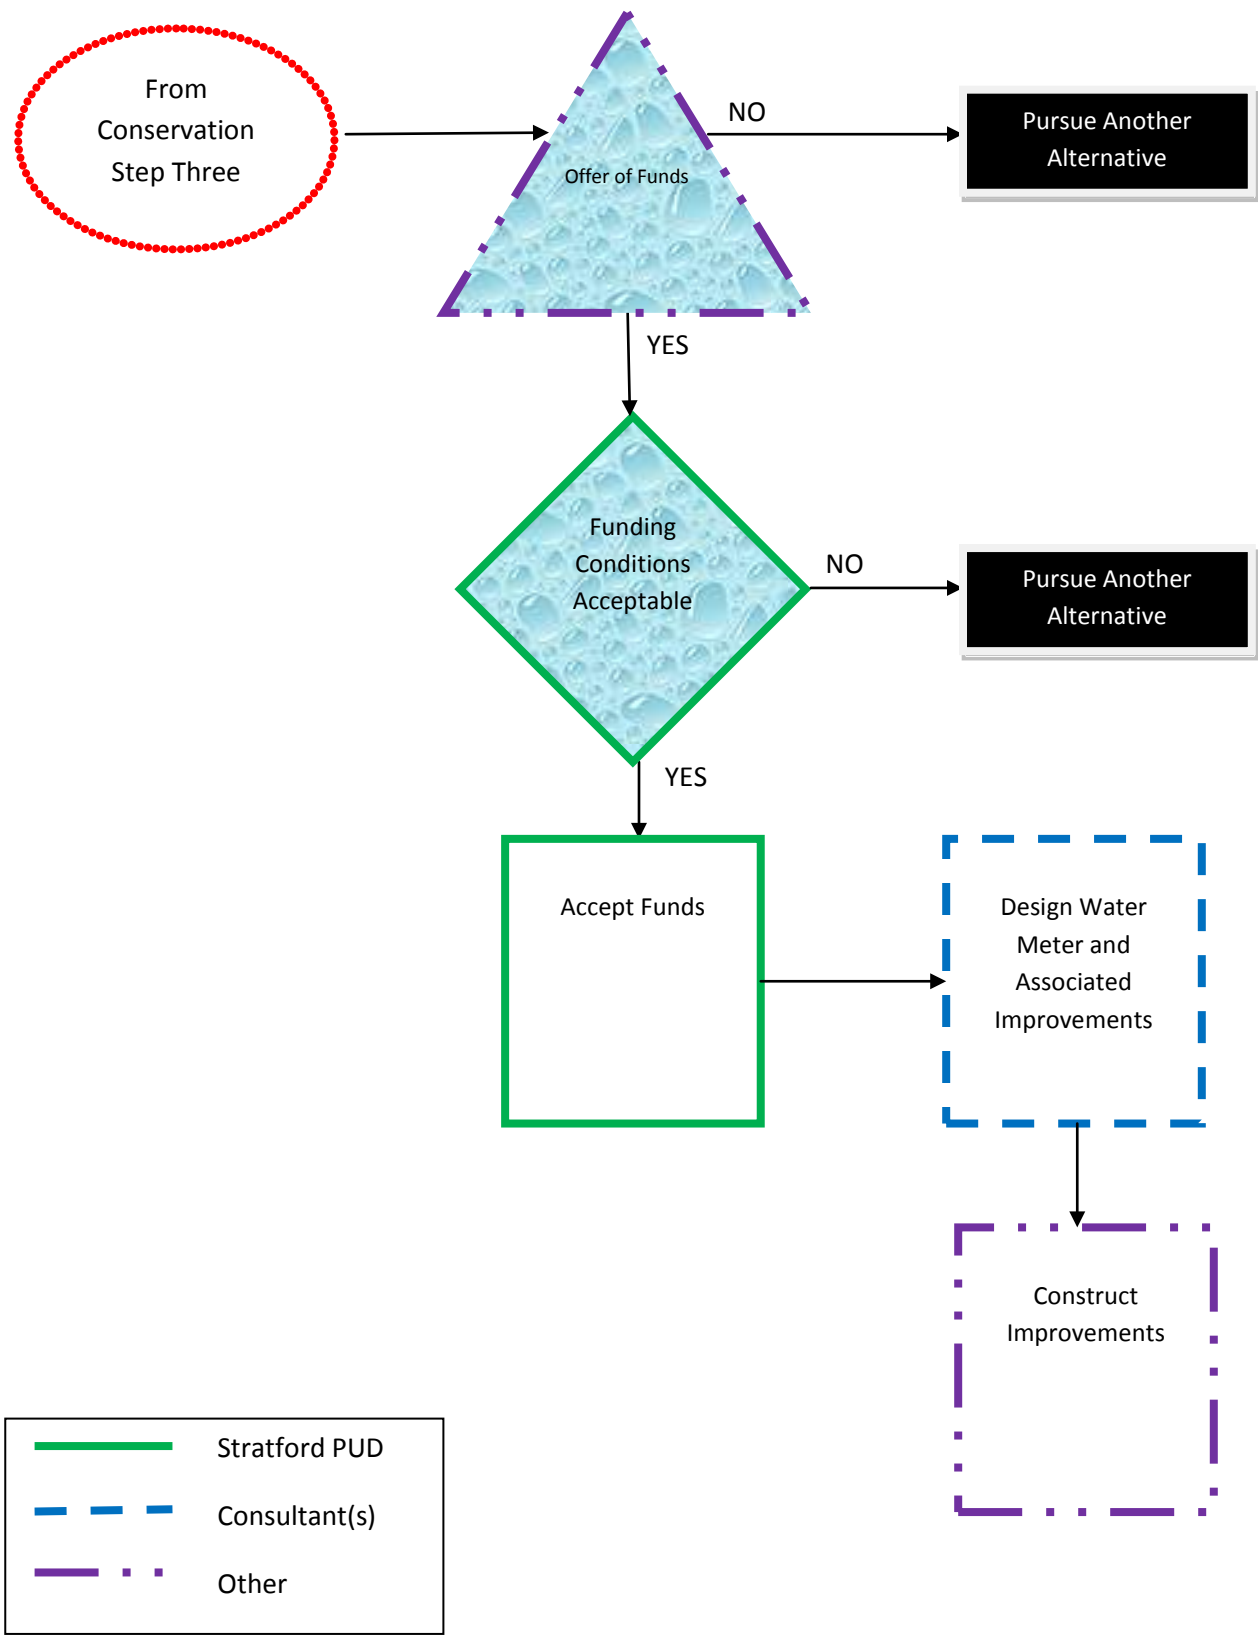 From
Conservation
Step Three
Offer of Funds
NO
Pursue Another
Alternative
YES
Funding
Conditions
Acceptable
NO
Pursue Another
Alternative
YES
Accept Funds
Design Water
Meter and
Associated
Improvements
Construct
Improvements
Stratford PUD
Consultant(s)
Other